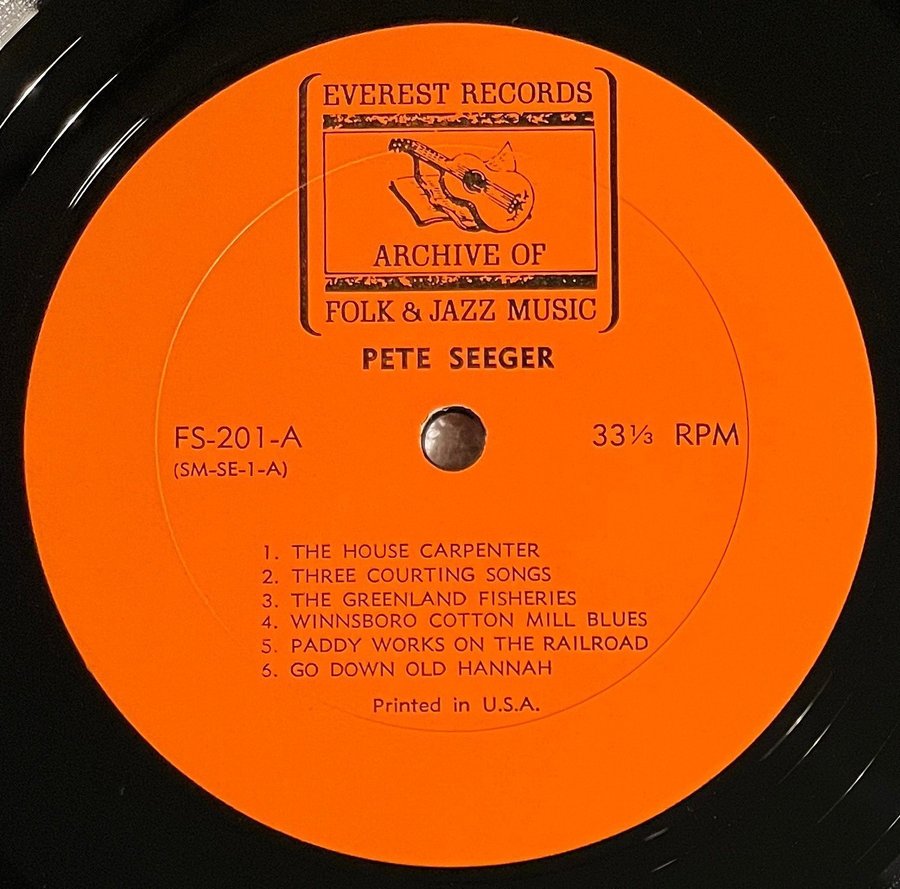 EVEREST RECORDS
ARCHIVE OF
FOLK & JAZZ MUSIC
PETE SEEGER
FS-201-A 33⅓ RPM
(SM-SE-1-A)
1. THE HOUSE CARPENTER
2. THREE COURTING SONGS
3. THE GREENLAND FISHERIES
4. WINNSBORO COTTON MILL BLUES
5. PADDY WORKS ON THE RAILROAD
5. GO DOWN OLD HANNAH
Printed in U.S.A.